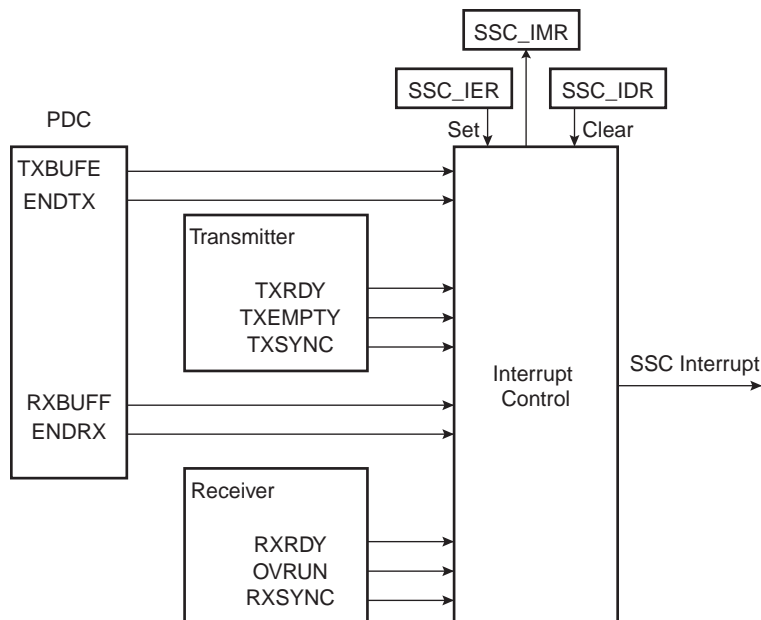 SSC_IMR
SSC_IER
SSC_IDR
PDC
Set
Clear
TXBUFE
ENDTX
Transmitter
TXRDY
TXEMPTY
TXSYNC
RXBUFF
ENDRX
Interrupt
Control
SSC Interrupt
Receiver
RXRDY
OVRUN
RXSYNC